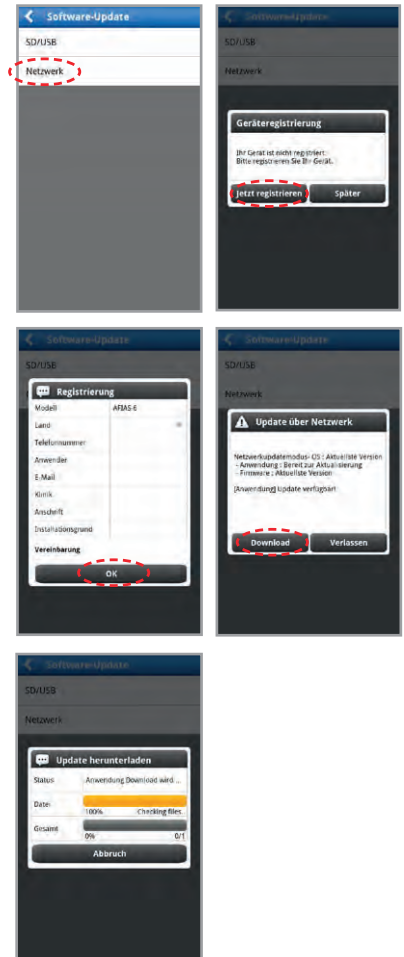 Software-Update
SD/USB
Netzwerk
Software-Update
SD/USB
Netzwerk
Geräteregistrierung
Ihr Gerät ist nicht registriert.
Bitte registrieren Sie Ihr Gerät.
Jetzt registrieren
Später
Software-Update
SD/USB
Registrierung
Modell AFIAS-6
Land
Telefonnummer
Anwender
E-Mail
Klinik
Anschrift
Installationsgrund
Vereinbarung
OK
Software-Update
SD/USB
Netzwerk
Update über Netzwerk
Netzwerkupdatemodus- OS : Aktuellste Version
- Anwendung : Bereit zur Aktualisierung
- Firmware : Aktuellste Version
[Anwendung] Update verfügbar!
Download
Verlassen
Software-Update
SD/USB
Netzwerk
Update herunterladen
Status Anwendung Download wird ...
Datei
100% Checking files.
Gesamt
0% 0/1
Abbruch